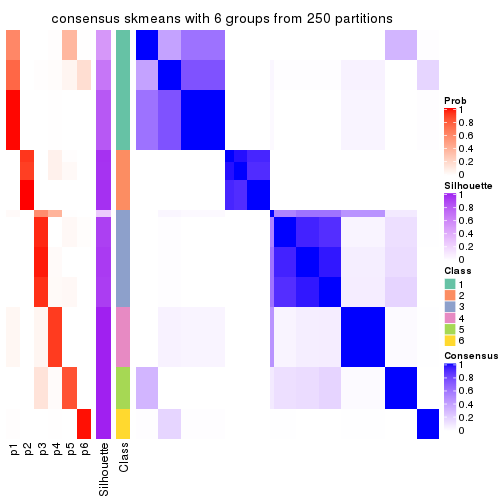 consensus skmeans with 6 groups from 250 partitions
Prob
1
0.8
0.6
0.4
0.2
0
Silhouette
1
0.8
0.6
0.4
0.2
0
Class
1
2
3
4
5
6
Consensus
1
0.8
0.6
0.4
0.2
0
p1
p2
p3
p4
p5
p6
Silhouette
Class